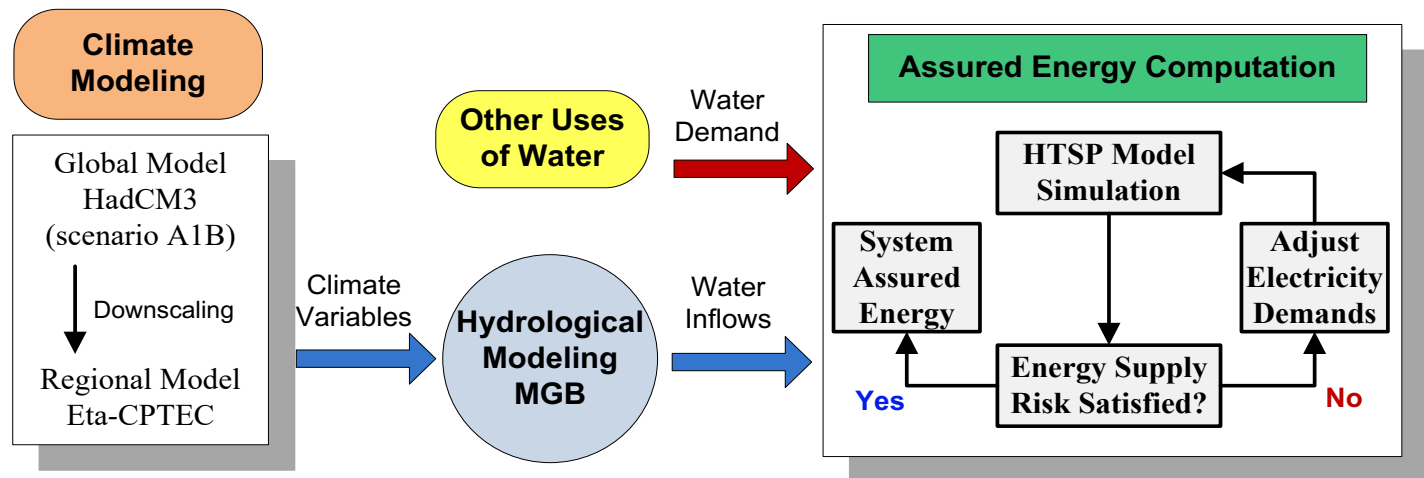 Climate
Modeling
Global Model
HadCM3
(scenario A1B)
Downscaling
Regional Model
Eta-CPTEC
Climate
Variables
Other Uses
of Water
Hydrological
Modeling
MGB
Water
Demand
Water
Inflows
Assured Energy Computation
HTSP Model
Simulation
System
Assured
Energy
Adjust
Electricity
Demands
Energy Supply
Risk Satisfied?
Yes
No